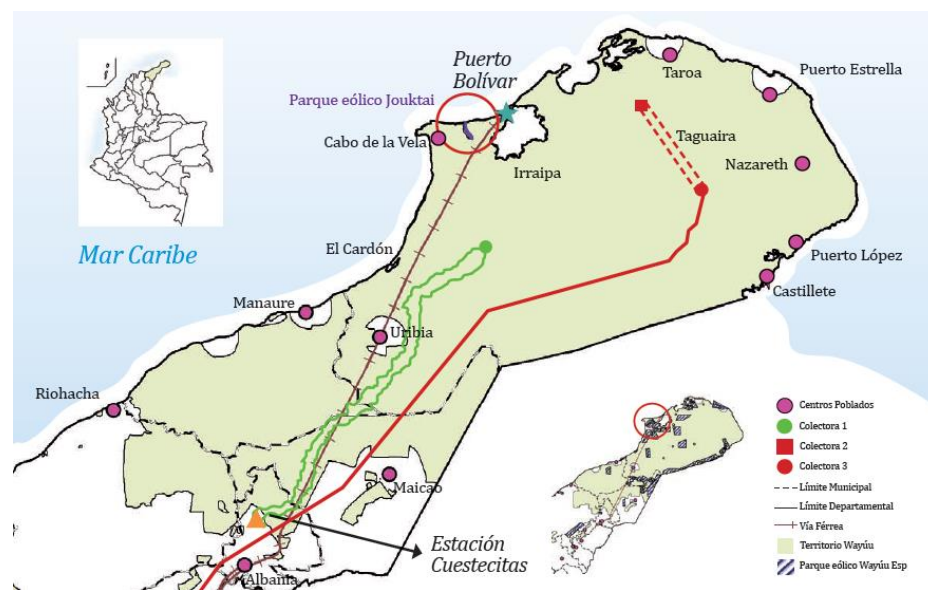 Puerto
Bolívar
Parque eólico Jouktai
Taroa
Puerto Estrella
Cabo de la Vela
Irraipa
Taguaira
Nazareth
Mar Caribe
El Cardón
Puerto López
Castillete
Manaure
Uribia
Riohacha
Maicao
Estación
Cuestecitas
Albania
Centros Poblados
Colectora 1
Colectora 2
Colectora 3
Límite Municipal
Límite Departamental
Vía Férrea
Territorio Wayúu
Parque eólico Wayúu Esp